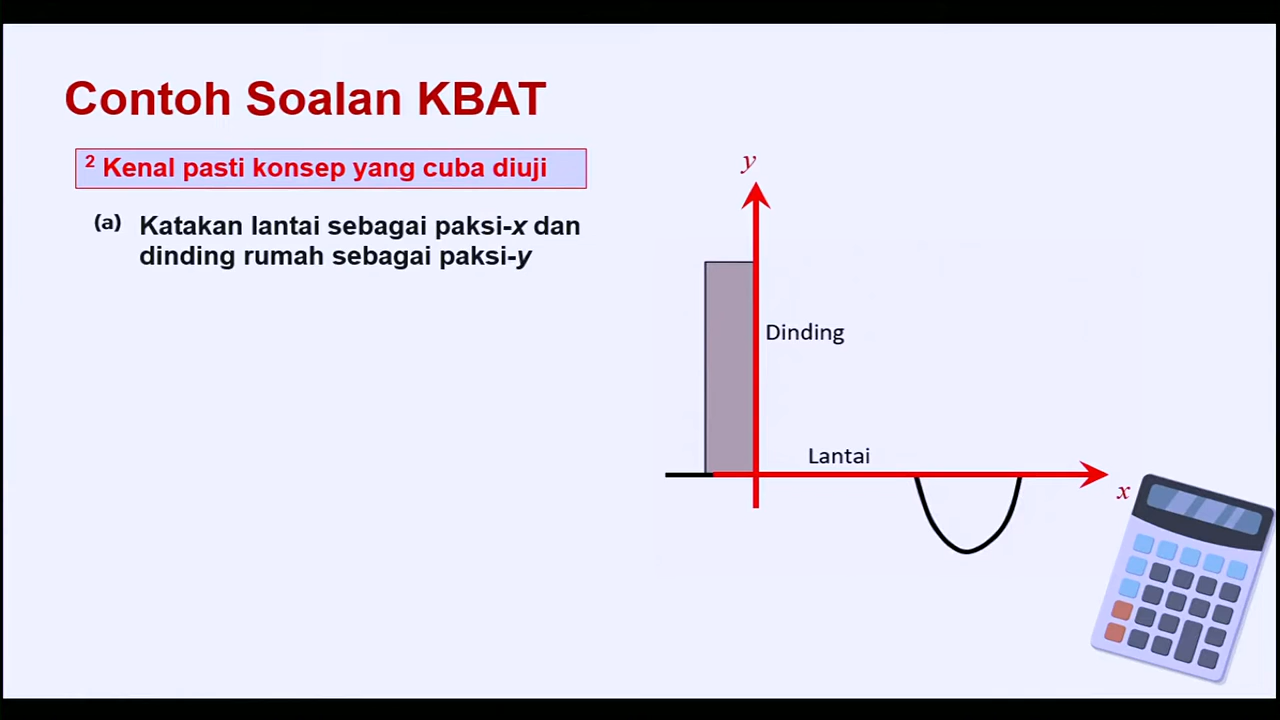 Contoh Soalan KBAT
² Kenal pasti konsep yang cuba diuji
(a) Katakan lantai sebagai paksi-x dan
dinding rumah sebagai paksi-y
y
Dinding
Lantai
x